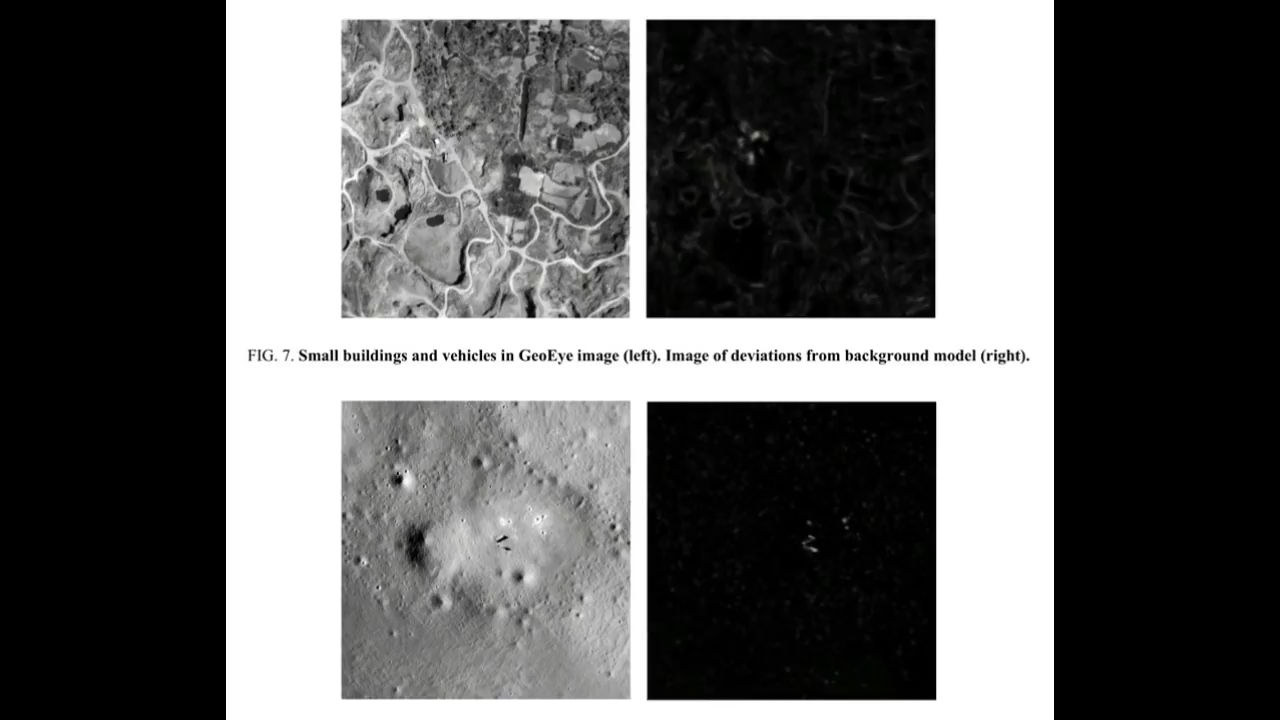 FIG. 7. Small buildings and vehicles in GeoEye image (left). Image of deviations from background model (right).